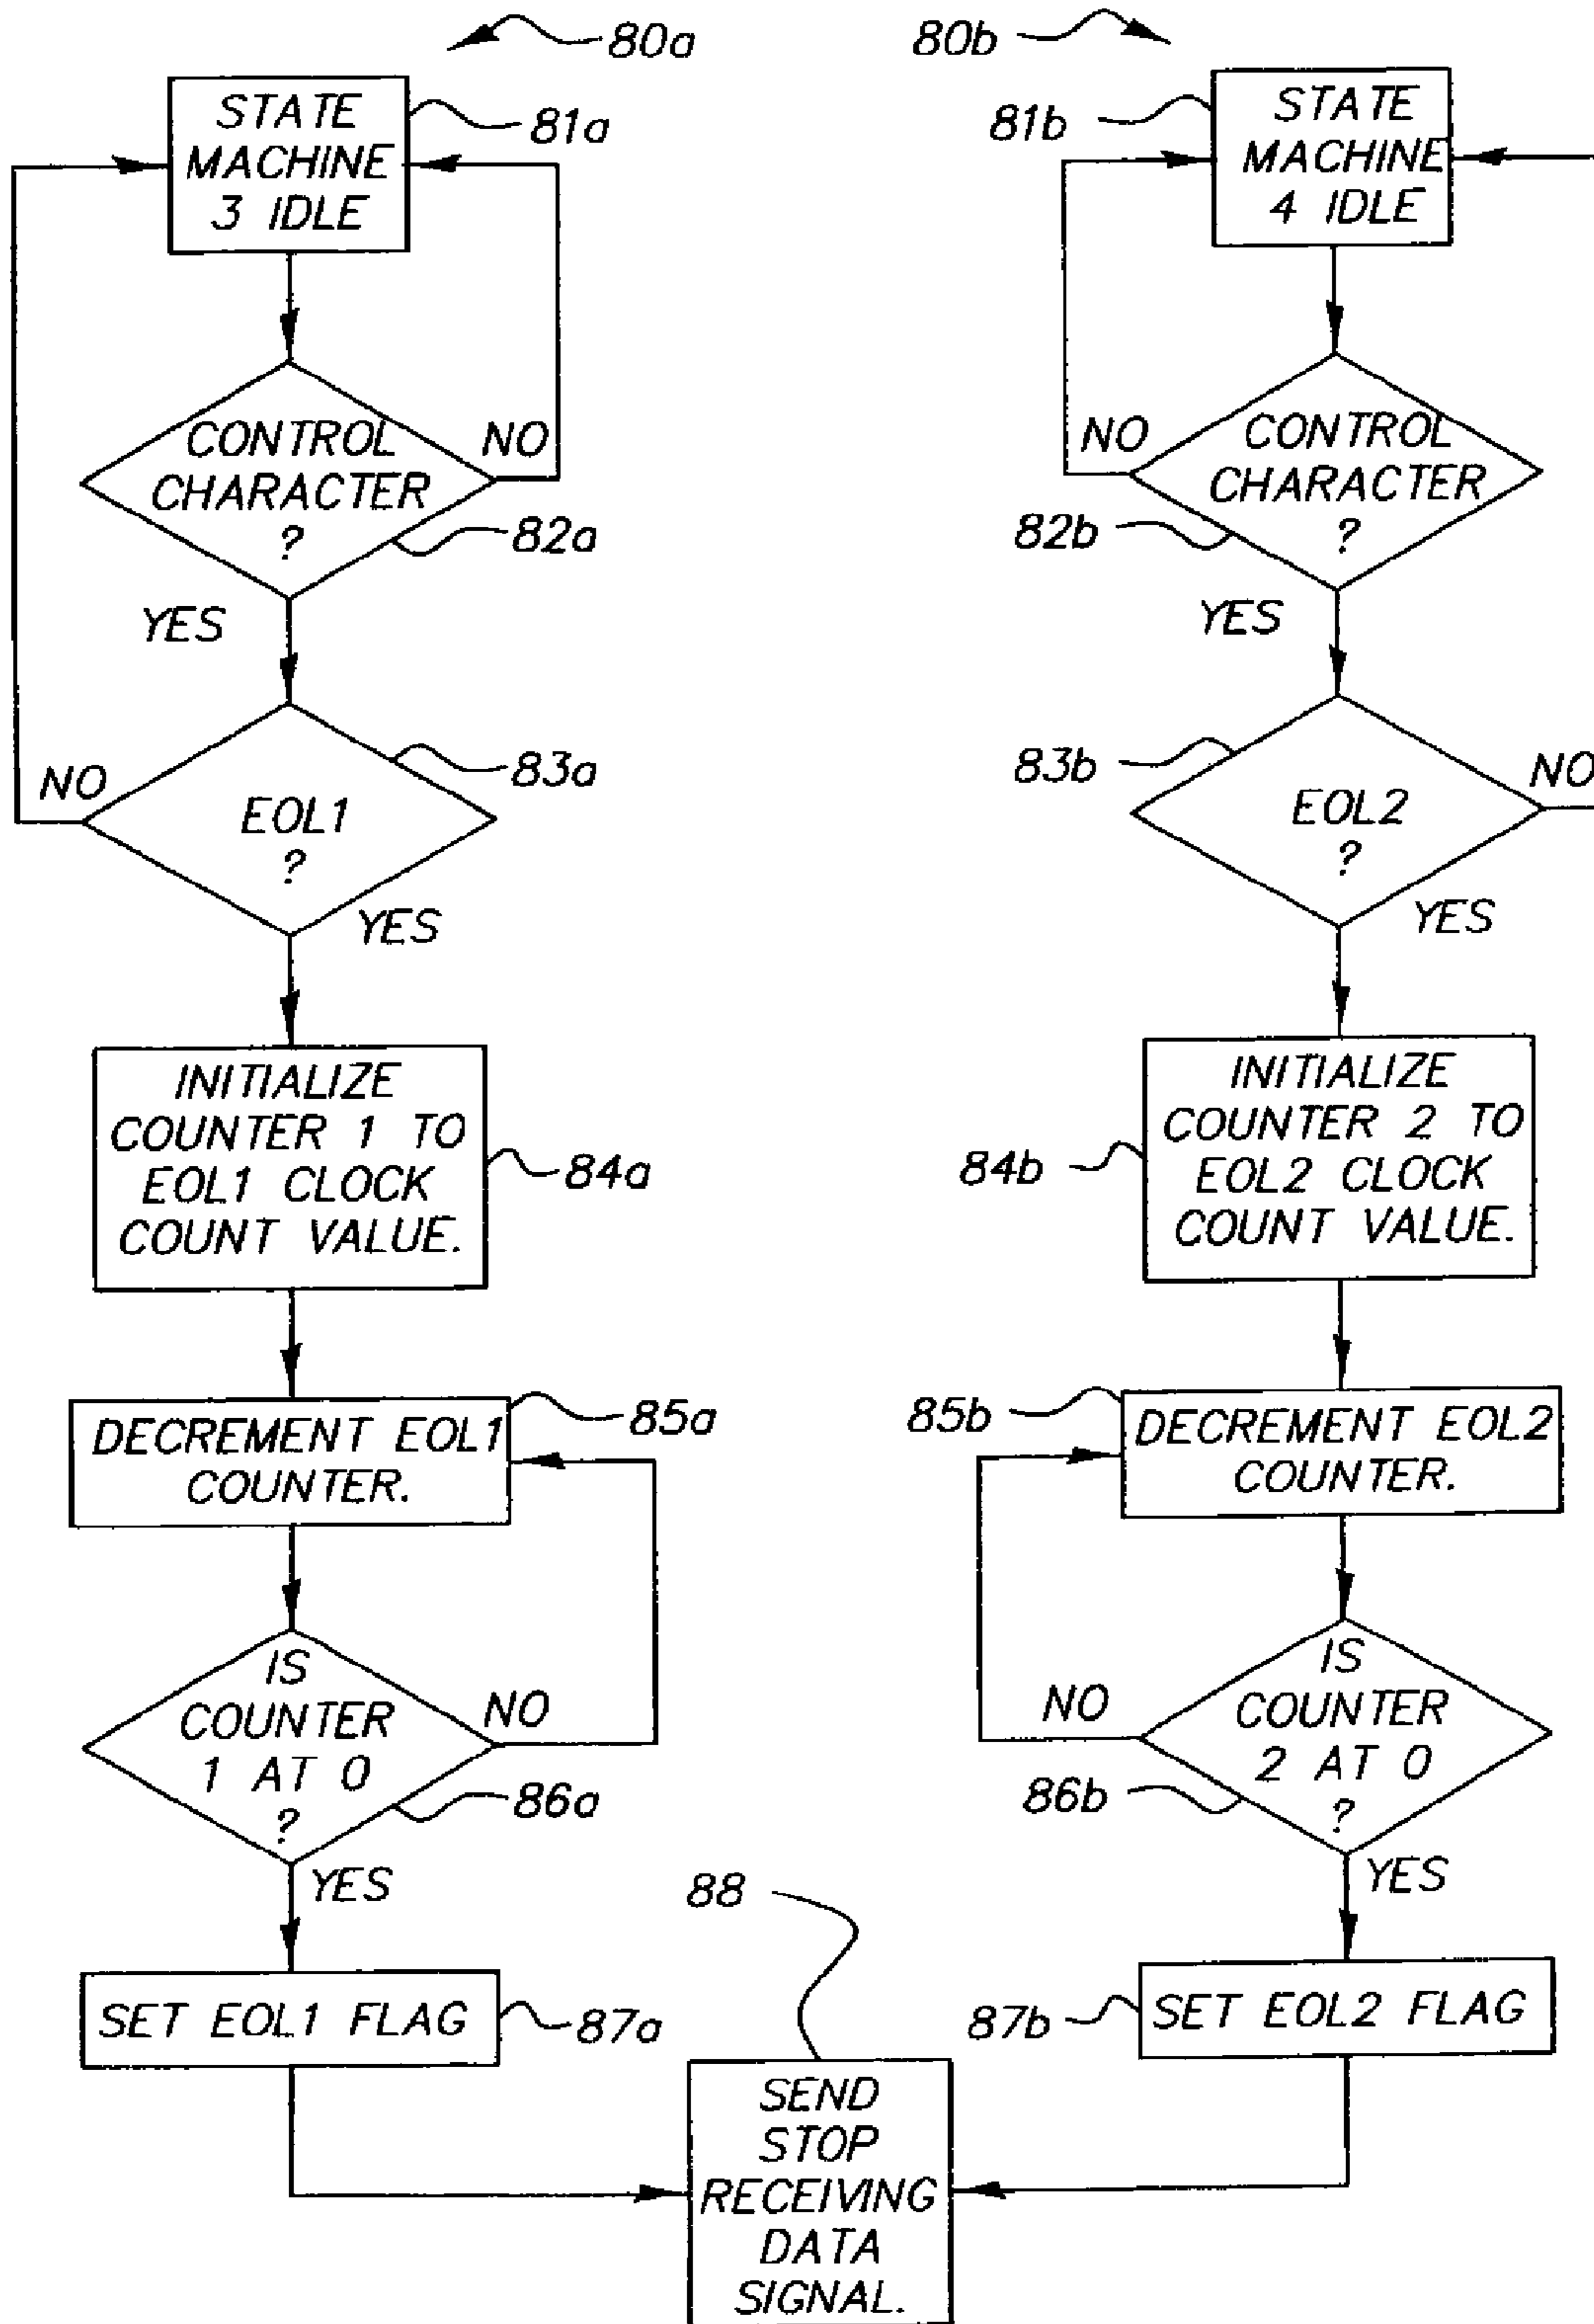 80a
STATE
MACHINE
3 IDLE
81a
CONTROL
CHARACTER
?
NO
82a
YES
83a
NO
EOL1
?
YES
INITIALIZE
COUNTER 1 TO
EOL1 CLOCK
COUNT VALUE.
84a
85a
DECREMENT EOL1
COUNTER.
IS
COUNTER
1 AT 0
?
NO
86a
YES
SET EOL1 FLAG
87a
80b
STATE
MACHINE
4 IDLE
81b
CONTROL
CHARACTER
?
NO
82b
YES
83b
NO
EOL2
?
YES
INITIALIZE
COUNTER 2 TO
EOL2 CLOCK
COUNT VALUE.
84b
85b
DECREMENT EOL2
COUNTER.
IS
COUNTER
2 AT 0
?
NO
86b
YES
SET EOL2 FLAG
87b
88
SEND
STOP
RECEIVING
DATA
SIGNAL.